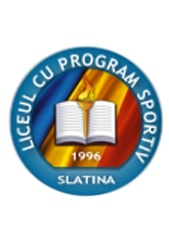 LICEUL CU PROGRAM SPORTIV
1996
SLATINA